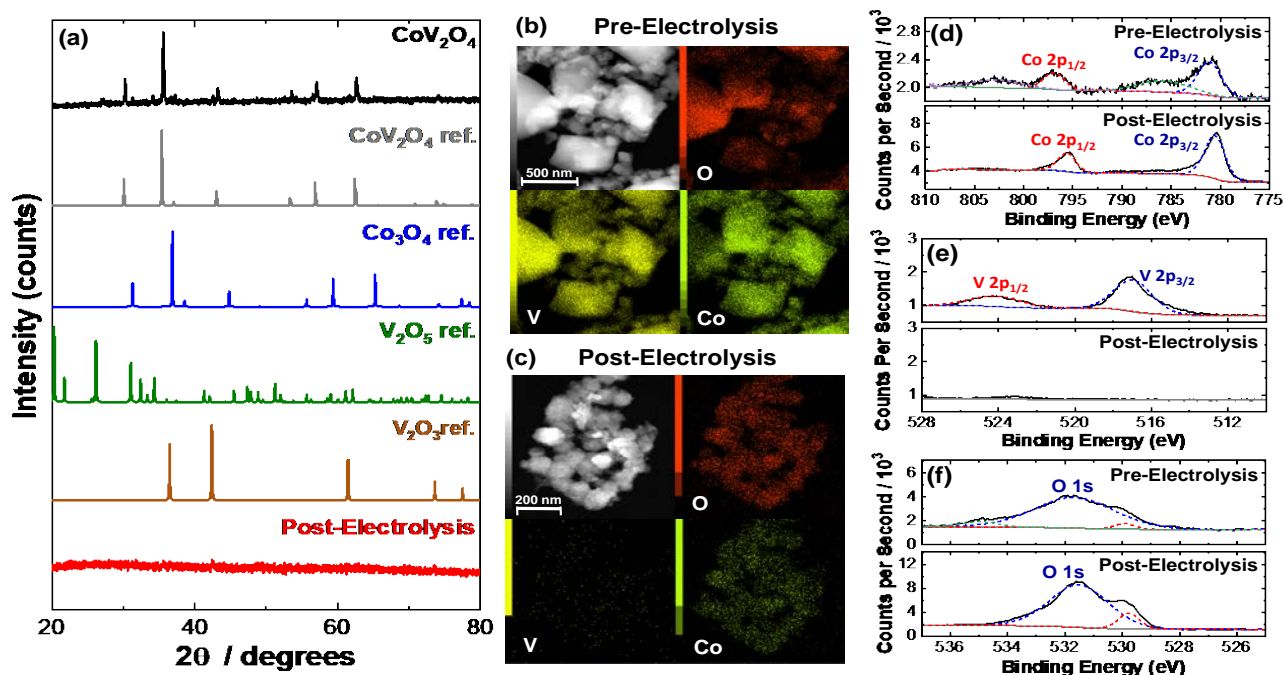 (a)
CoV2O4
CoV2O4 ref.
Co3O4 ref.
V2O5 ref.
V2O3ref.
Post-Electrolysis
Intensity (counts)
20 30 40 50 60 70 80
2θ / degrees
(b) Pre-Electrolysis
500 nm
O
V
Co
(c) Post-Electrolysis
200 nm
O
V
Co
(d)
Pre-Electrolysis
Co 2p1/2
Co 2p3/2
2.8
2.4
2.0
Post-Electrolysis
Co 2p1/2
Co 2p3/2
8
6
4
2
Counts per Second / 10^3
810 805 800 795 790 785 780 775
Binding Energy (eV)
(e)
V 2p1/2
V 2p3/2
3
2
1
Post-Electrolysis
3
2
1
Counts Per Second / 10^3
528 524 520 516 512
Binding Energy (eV)
(f)
Pre-Electrolysis
O 1s
6
4
2
0
Post-Electrolysis
O 1s
12
9
6
3
0
Counts per Second / 10^3
536 534 532 530 528 526
Binding Energy (eV)